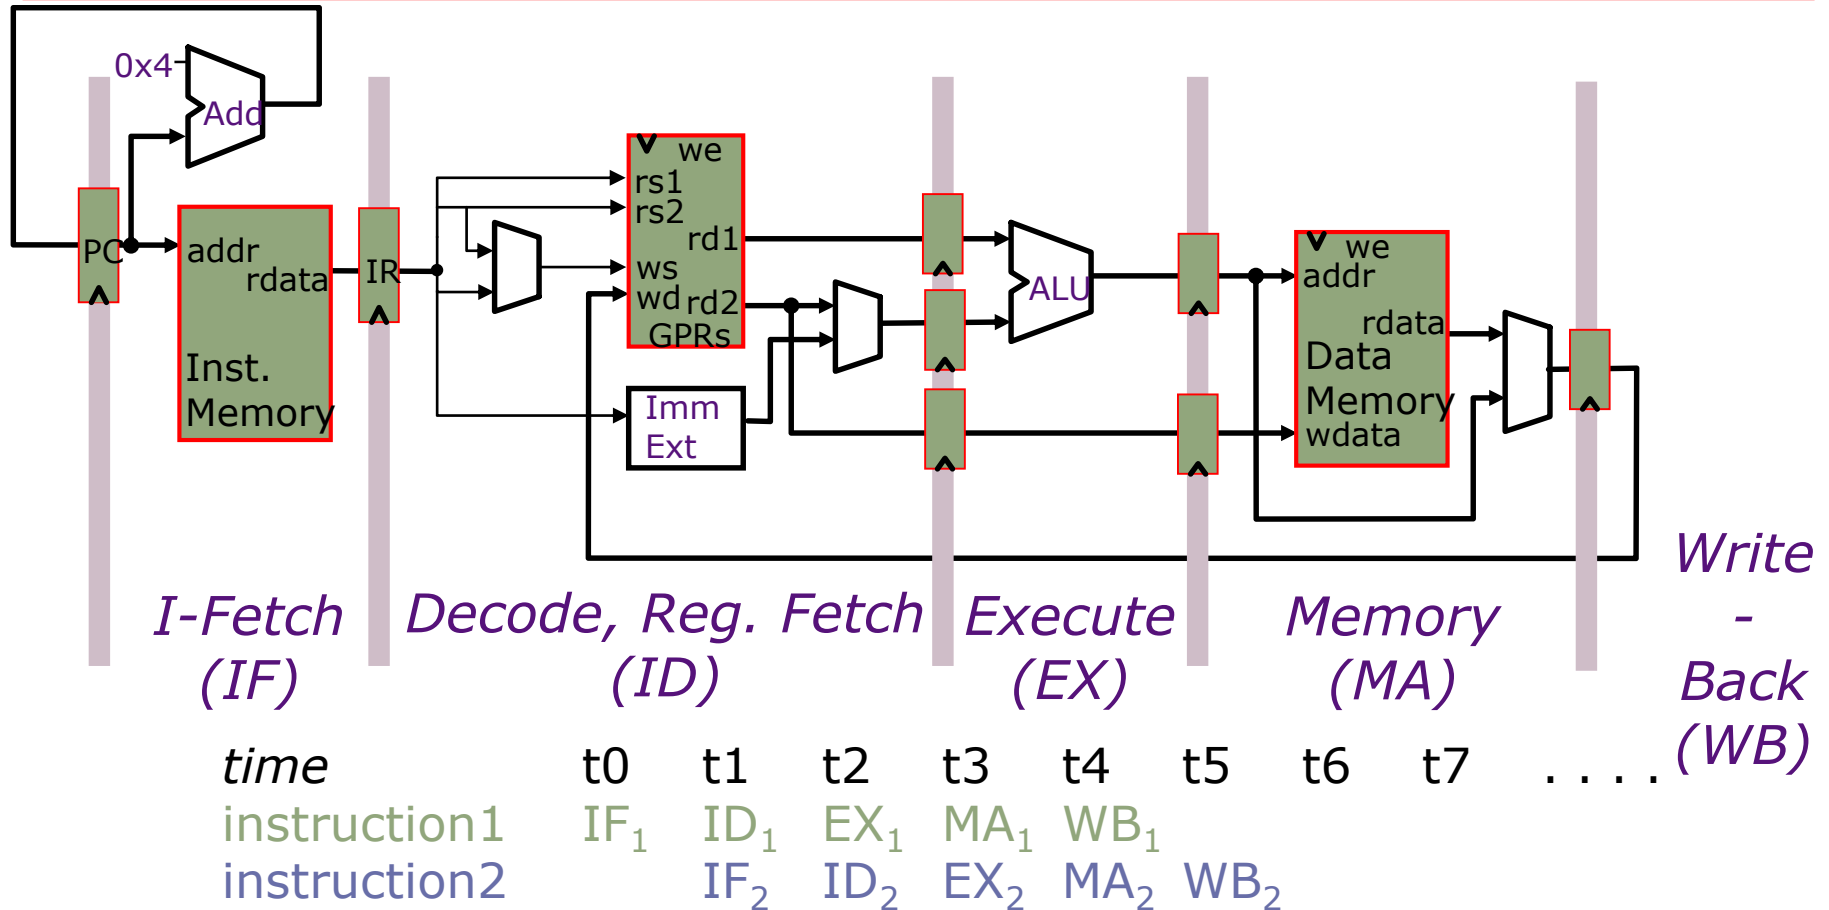 0x4
Add
PC
addr
rdata
Inst.
Memory
IR
we
rs1
rs2
rd1
ws
wd
rd2
GPRs
Imm
Ext
ALU
we
addr
rdata
Data
Memory
wdata
I-Fetch
(IF)
Decode, Reg. Fetch
(ID)
Execute
(EX)
Memory
(MA)
Write
-
Back
(WB)
time t0 t1 t2 t3 t4 t5 t6 t7 . . . .
instruction1 IF1 ID1 EX1 MA1 WB1
instruction2 IF2 ID2 EX2 MA2 WB2